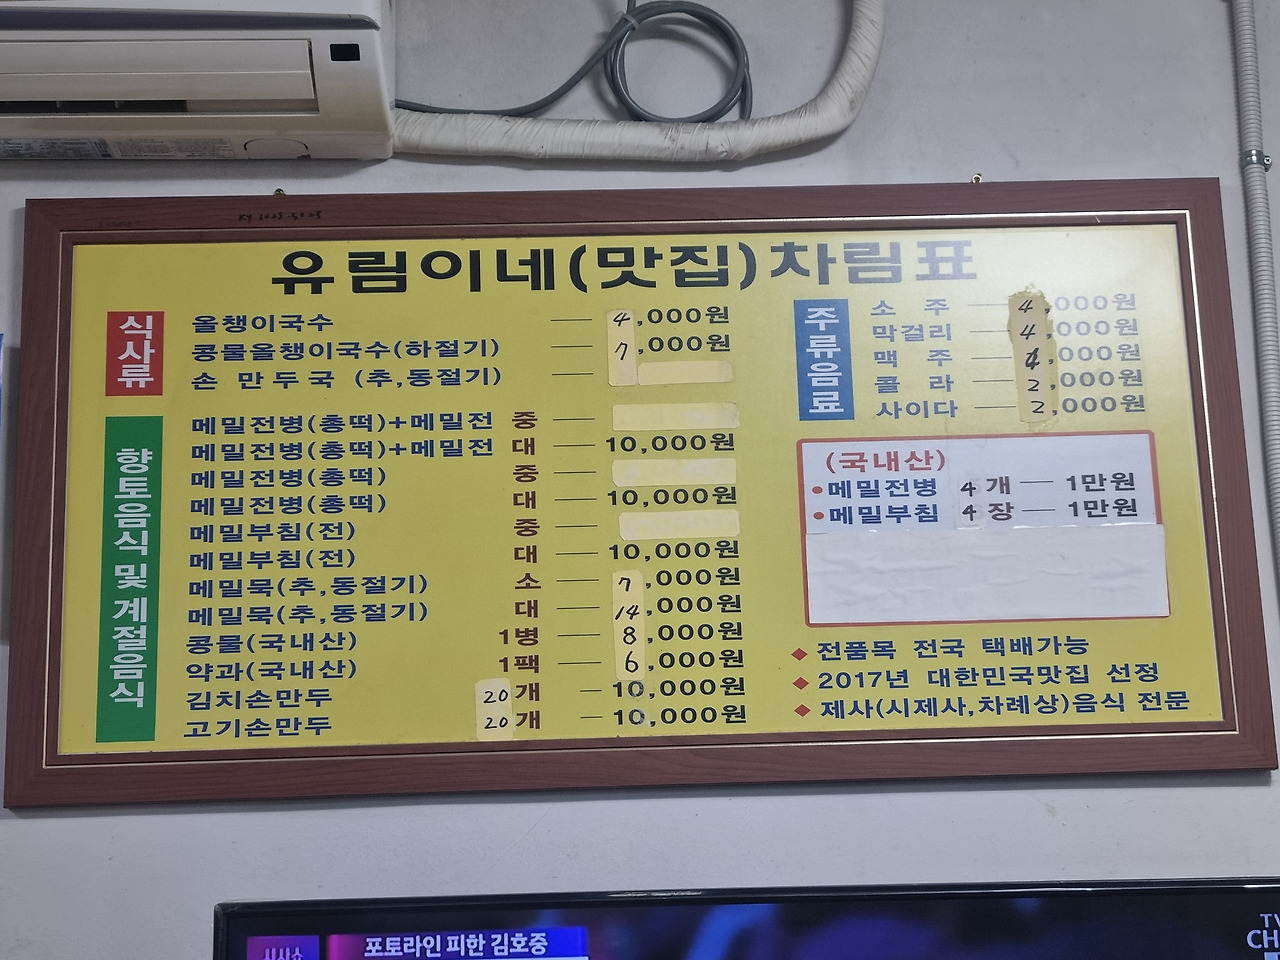 유림이네(맛집)차림표
식사류
올챙이국수 — 4,000원
콩물올챙이국수(하절기) — 7,000원
손 만두국 (추,동절기) —
향토음식 및 계절음식
메밀전병(총떡)+메밀전 중 —
메밀전병(총떡)+메밀전 대 — 10,000원
메밀전병(총떡) 중 —
메밀전병(총떡) 대 — 10,000원
메밀부침(전) 중 —
메밀부침(전) 대 — 10,000원
메밀묵(추,동절기) 소 — 7,000원
메밀묵(추,동절기) 대 — 14,000원
콩물(국내산) 1병 — 8,000원
약과(국내산) 1팩 — 6,000원
김치손만두 20개 — 10,000원
고기손만두 20개 — 10,000원
주류음료
소 주 — 4,000원
막걸리 — 4,000원
맥 주 — 4,000원
콜 라 — 2,000원
사이다 — 2,000원
(국내산)
•메밀전병 4개 — 1만원
•메밀부침 4장 — 1만원
◆ 전품목 전국 택배가능
◆ 2017년 대한민국맛집 선정
◆ 제사(시제사,차례상)음식 전문
포토라인 피한 김호중